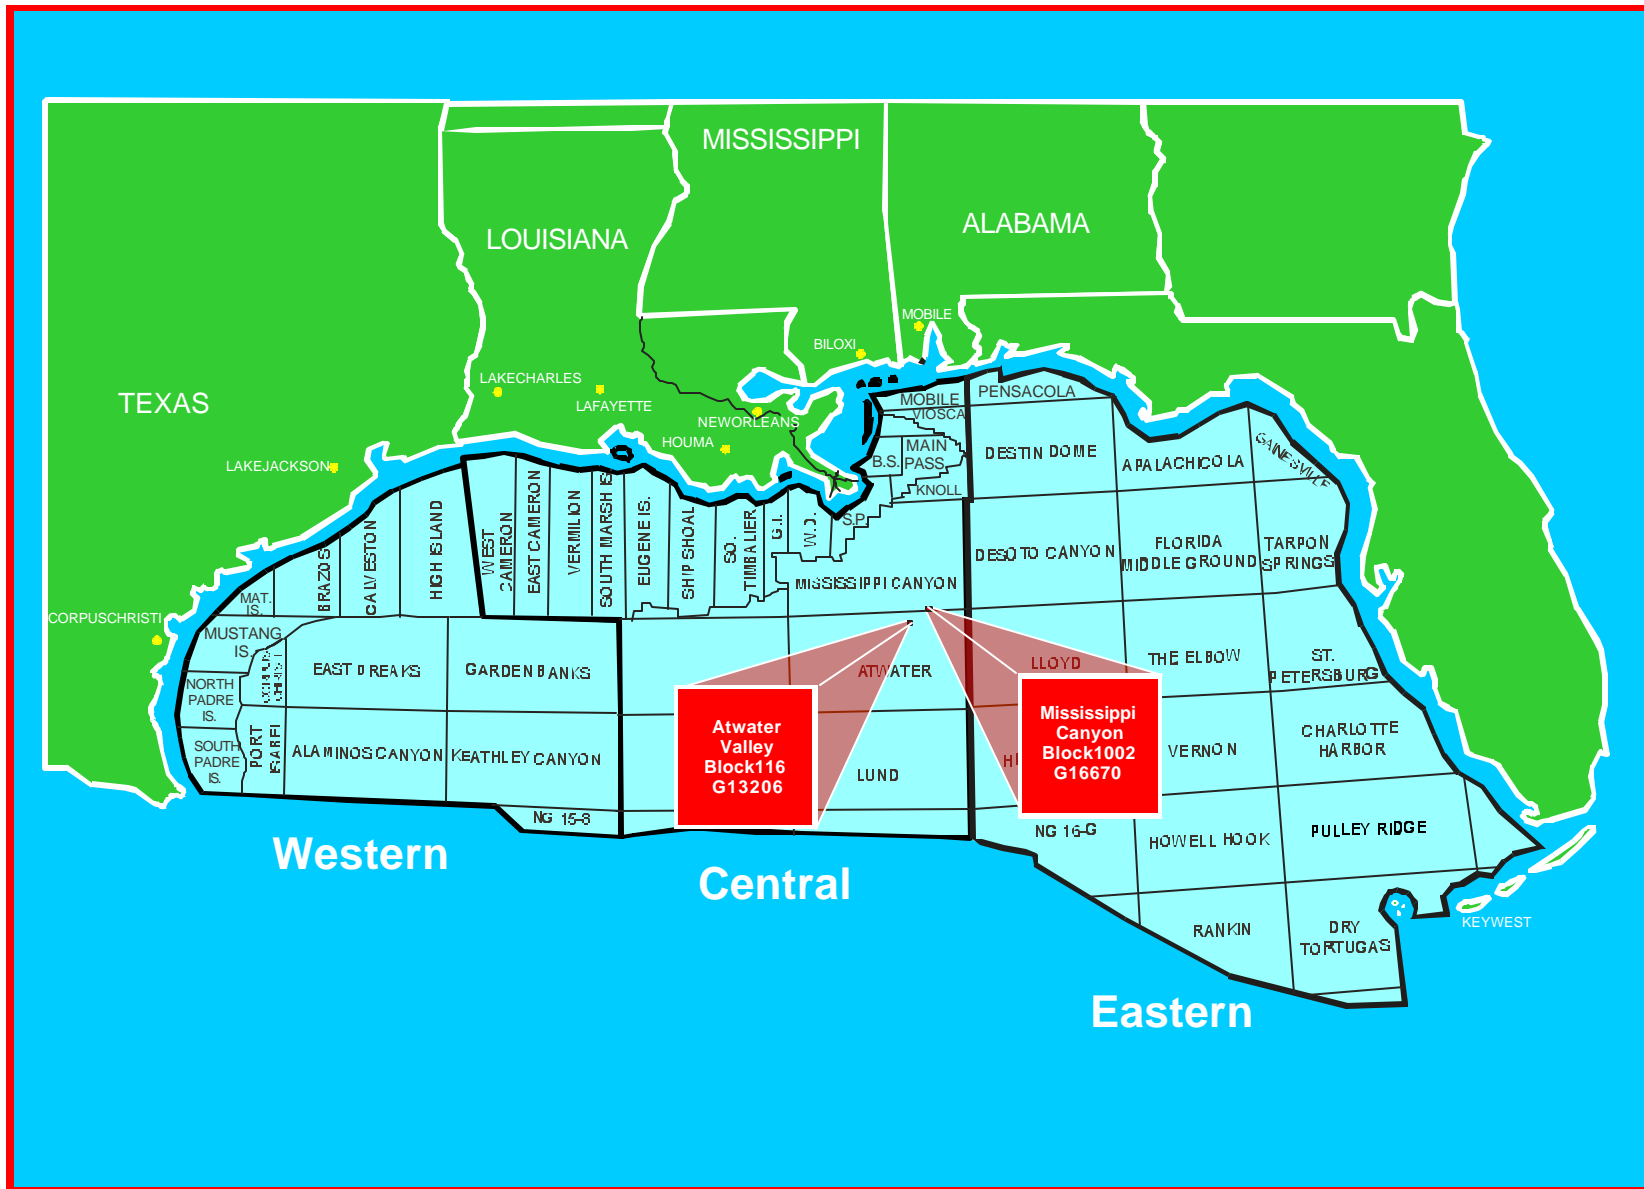 MISSISSIPPI
ALABAMA
LOUISIANA
TEXAS
MOBILE
BILOXI
LAKECHARLES
LAFAYETTE
NEWORLEANS
HOUMA
LAKEJACKSON
CORPUSCHRISTI
KEYWEST
PENSACOLA
MOBILE
VIOSCA
MAIN
PASS
B.S.
KNOLL
DESTIN DOME
APALACHICOLA
GAINESVILLE
S.P.
W.D.
G.I.
SO.
TIMBALIER
SHIP SHOAL
EUGENE IS.
SOUTH MARSH IS
VERMILION
EAST CAMERON
WEST
CAMERON
HIGH ISLAND
GALVESTON
BRAZOS
MAT.
IS.
MUSTANG
IS.
NORTH
PADRE
IS.
SOUTH
PADRE
IS.
PORT
EAST BREAKS
GARDEN BANKS
ALAMINOS CANYON
KEATHLEY CANYON
NG 15-8
MISSISSIPPI CANYON
DESOTO CANYON
FLORIDA
MIDDLE GROUND
TARPON
SPRINGS
ATWATER
LLOYD
THE ELBOW
ST.
PETERSBURG
LUND
VERNON
CHARLOTTE
HARBOR
NG 16-G
HOWELL HOOK
PULLEY RIDGE
RANKIN
DRY
TORTUGAS
Atwater
Valley
Block116
G13206
Mississippi
Canyon
Block1002
G16670
Western
Central
Eastern